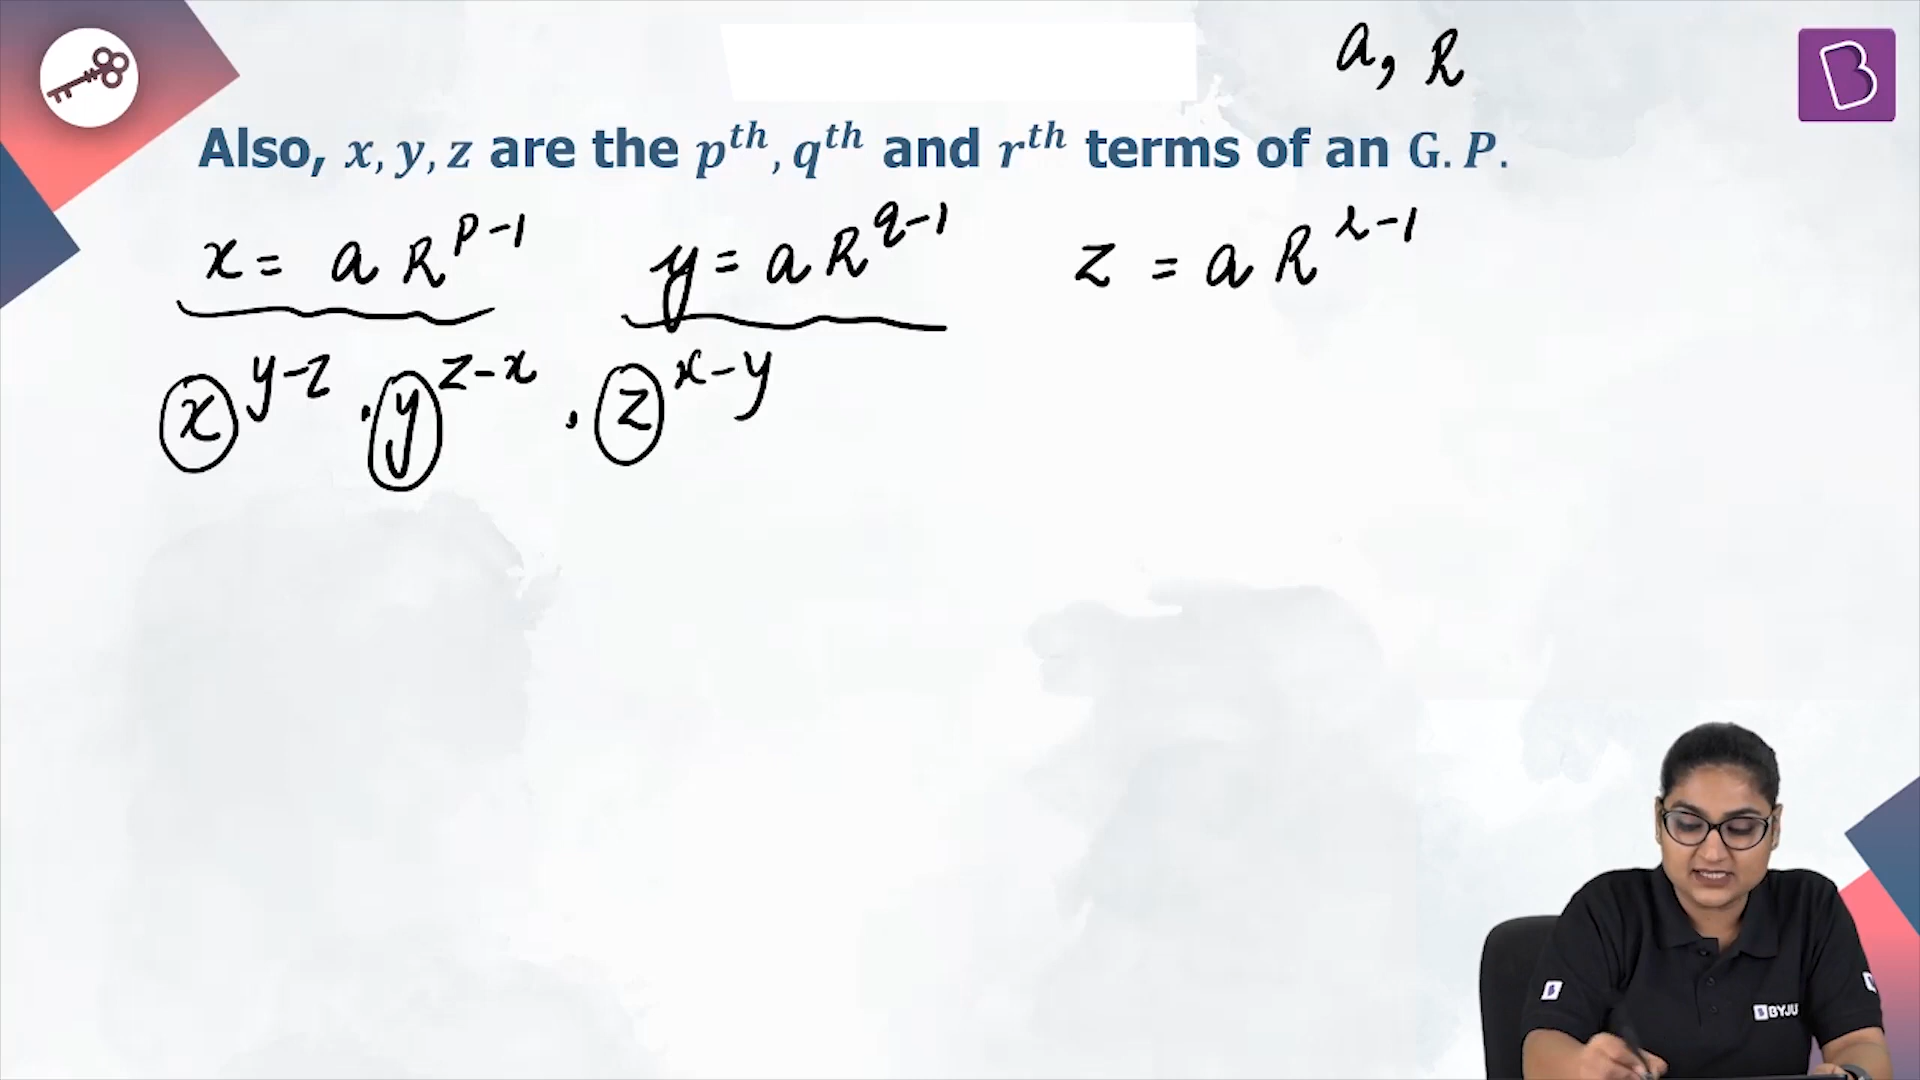 a, R
Also, x, y, z are the p^th, q^th and r^th terms of an G. P.
x = a R^p-1 y = a R^q-1 z = a R^r-1
x^y-z . y^z-x . z^x-y
B
BYJU